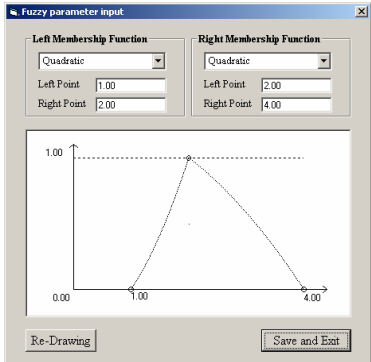 Fuzzy parameter input
Left Membership Function
Quadratic
Left Point 1.00
Right Point 2.00
Right Membership Function
Quadratic
Left Point 2.00
Right Point 4.00
1.00
0.00 1.00 4.00
Re-Drawing
Save and Exit